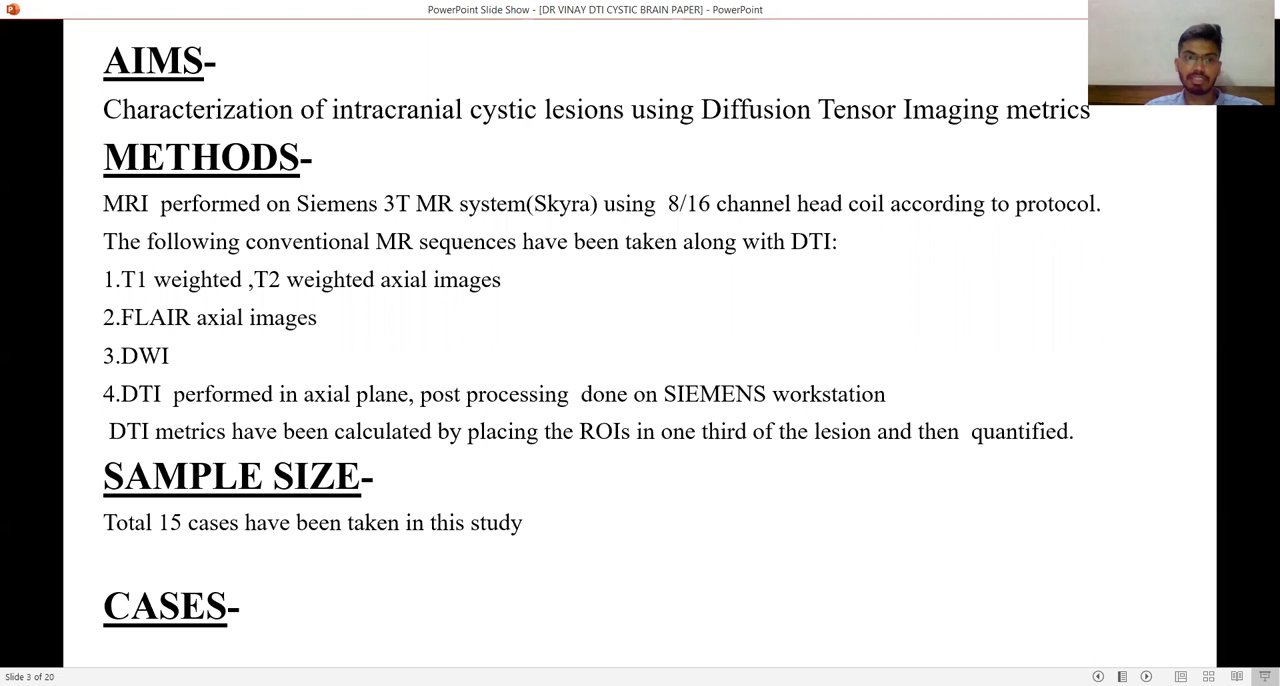 PowerPoint Slide Show - [DR VINAY DTI CYSTIC BRAIN PAPER] - PowerPoint
AIMS-
Characterization of intracranial cystic lesions using Diffusion Tensor Imaging metrics
METHODS-
MRI  performed on Siemens 3T MR system(Skyra) using  8/16 channel head coil according to protocol.
The following conventional MR sequences have been taken along with DTI:
1.T1 weighted ,T2 weighted axial images
2.FLAIR axial images
3.DWI
4.DTI  performed in axial plane, post processing  done on SIEMENS workstation
DTI metrics have been calculated by placing the ROIs in one third of the lesion and then  quantified.
SAMPLE SIZE-
Total 15 cases have been taken in this study
CASES-
Slide 3 of 20